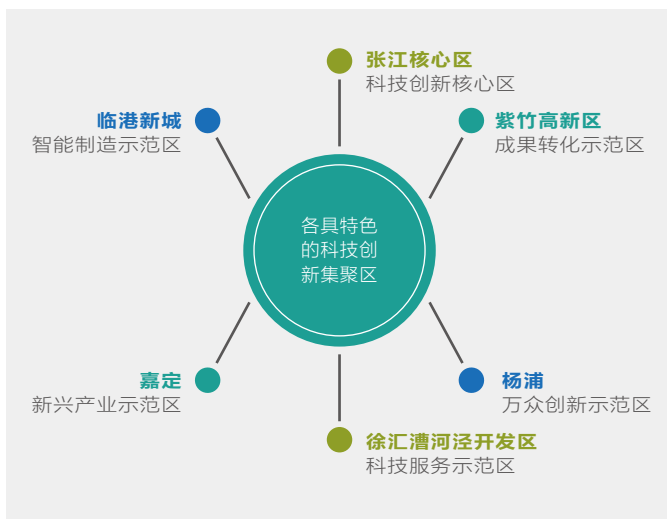 张江核心区
科技创新核心区
临港新城
智能制造示范区
紫竹高新区
成果转化示范区
各具特色
的科技创
新集聚区
嘉定
新兴产业示范区
杨浦
万众创新示范区
徐汇漕河泾开发区
科技服务示范区